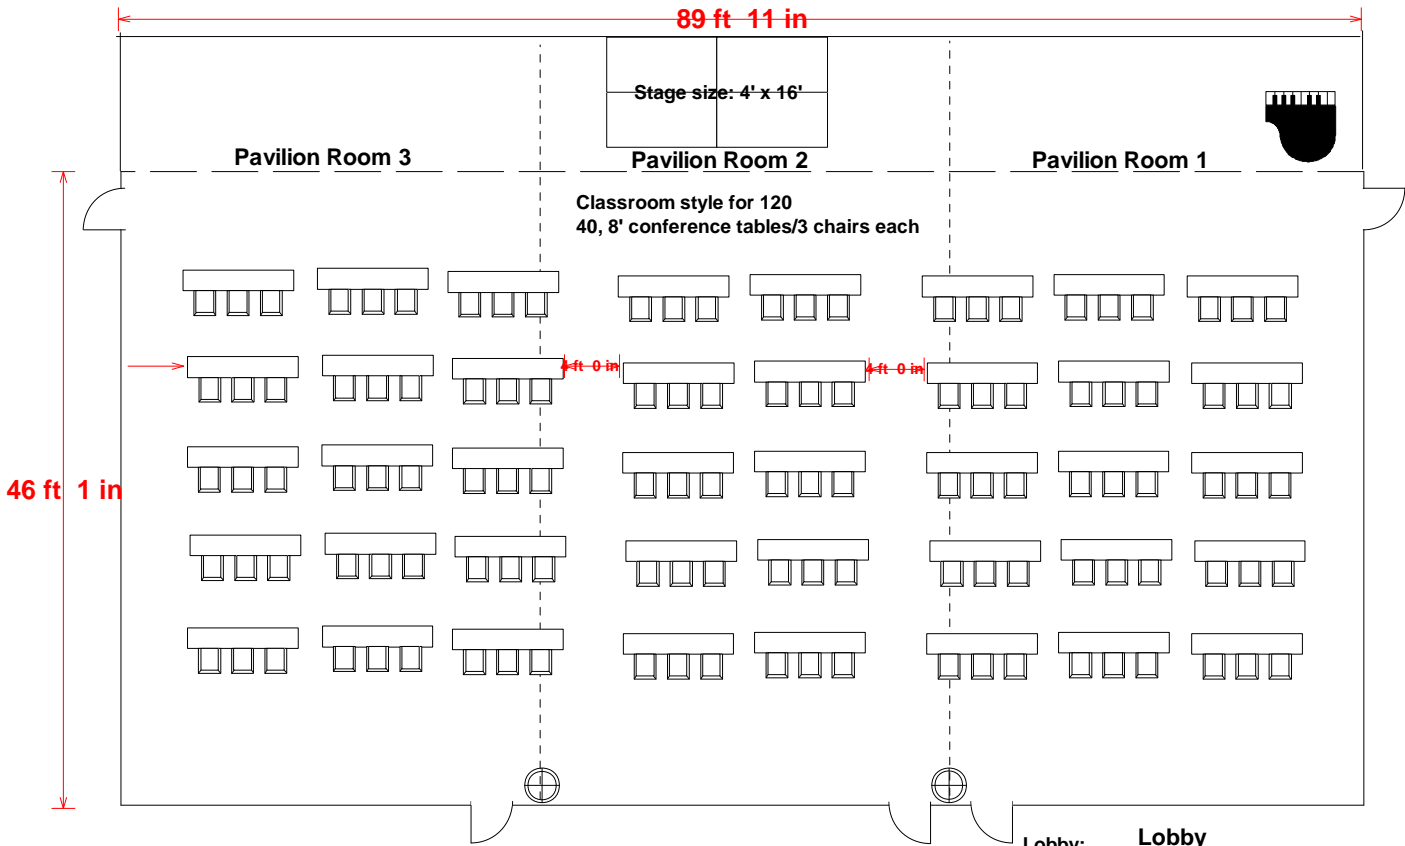 89 ft 11 in
Stage size: 4' x 16'
Pavilion Room 3
Pavilion Room 2
Pavilion Room 1
Classroom style for 120
40, 8' conference tables/3 chairs each
4 ft 0 in
4 ft 0 in
46 ft 1 in
Lobby
Lobby: